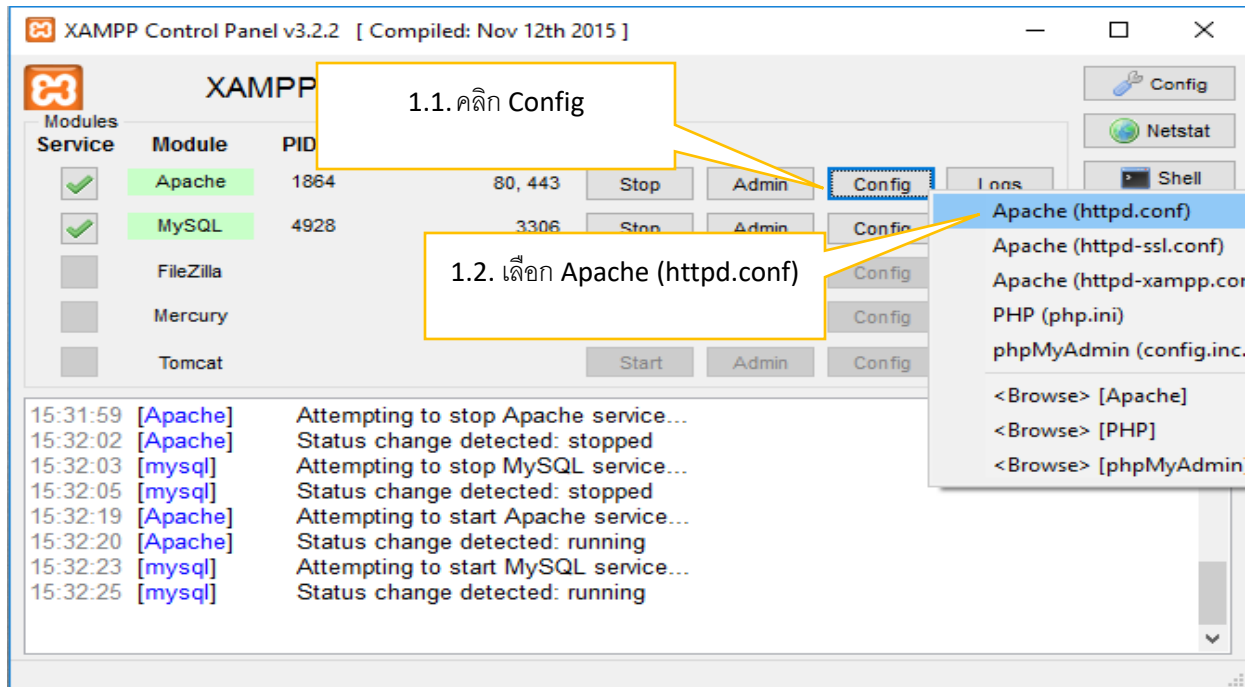 XAMPP Control Panel v3.2.2 [ Compiled: Nov 12th 2015 ]
XAMPP
1.1. คลิก Config
Config
Modules
Service Module PID
Netstat
Apache 1864 80, 443 Stop Admin Config Logs
Shell
MySQL 4928 3306 Stop Admin Config
FileZilla Config
Mercury Config
Tomcat Start Admin Config
1.2. เลือก Apache (httpd.conf)
Apache (httpd.conf)
Apache (httpd-ssl.conf)
Apache (httpd-xampp.con
PHP (php.ini)
phpMyAdmin (config.inc.
<Browse> [Apache]
<Browse> [PHP]
<Browse> [phpMyAdmin]
15:31:59 [Apache] Attempting to stop Apache service...
15:32:02 [Apache] Status change detected: stopped
15:32:03 [mysql] Attempting to stop MySQL service...
15:32:05 [mysql] Status change detected: stopped
15:32:19 [Apache] Attempting to start Apache service...
15:32:20 [Apache] Status change detected: running
15:32:23 [mysql] Attempting to start MySQL service...
15:32:25 [mysql] Status change detected: running